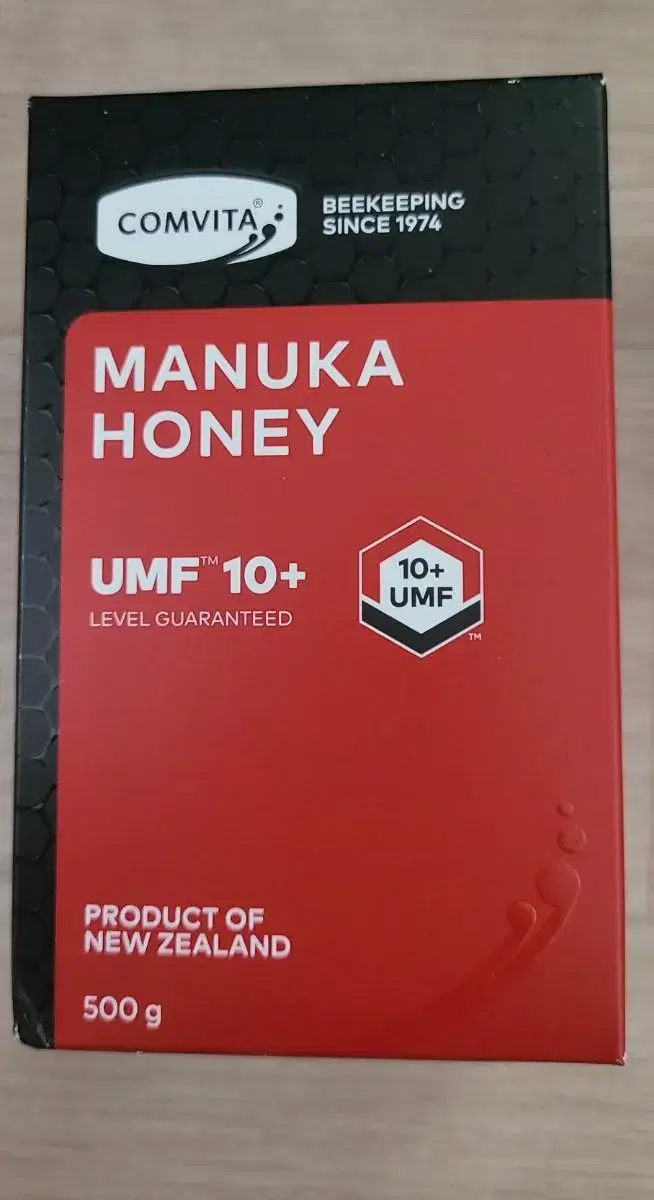 COMVITA®
BEEKEEPING
SINCE 1974
MANUKA
HONEY
UMF™ 10+
LEVEL GUARANTEED
10+
UMF
™
PRODUCT OF
NEW ZEALAND
500 g